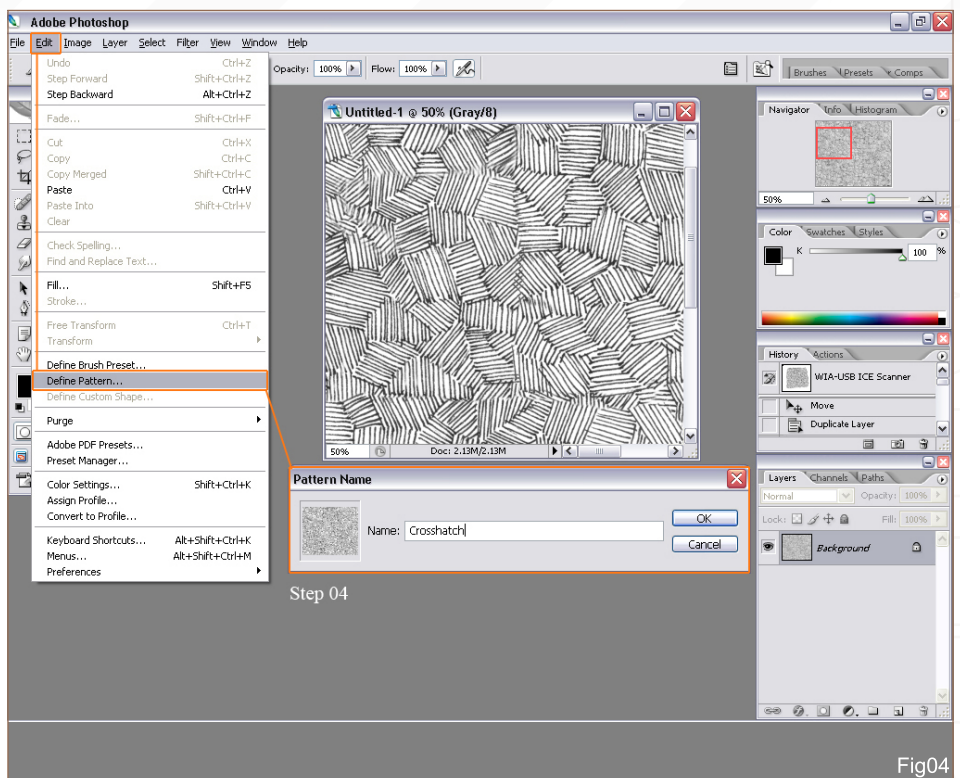 Adobe Photoshop
File Edit Image Layer Select Filter View Window Help
Opacity: 100% Flow: 100%
Brushes Presets Comps
Undo Ctrl+Z
Step Forward Shift+Ctrl+Z
Step Backward Alt+Ctrl+Z
Fade... Shift+Ctrl+F
Cut Ctrl+X
Copy Ctrl+C
Copy Merged Shift+Ctrl+C
Paste Ctrl+V
Paste Into Shift+Ctrl+V
Clear
Check Spelling...
Find and Replace Text...
Fill... Shift+F5
Stroke...
Free Transform Ctrl+T
Transform
Define Brush Preset...
Define Pattern...
Define Custom Shape...
Purge
Adobe PDF Presets...
Preset Manager...
Color Settings... Shift+Ctrl+K
Assign Profile...
Convert to Profile...
Keyboard Shortcuts... Alt+Shift+Ctrl+K
Menus... Alt+Shift+Ctrl+M
Preferences
Untitled-1 @ 50% (Gray/8)
50% Doc: 2.13M/2.13M
Pattern Name
Name: Crosshatch
OK
Cancel
Step 04
Navigator Info Histogram
50%
Color Swatches Styles
K 100 %
History Actions
WIA-USB ICE Scanner
Move
Duplicate Layer
Layers Channels Paths
Normal Opacity: 100%
Lock: Fill: 100%
Background
Fig04